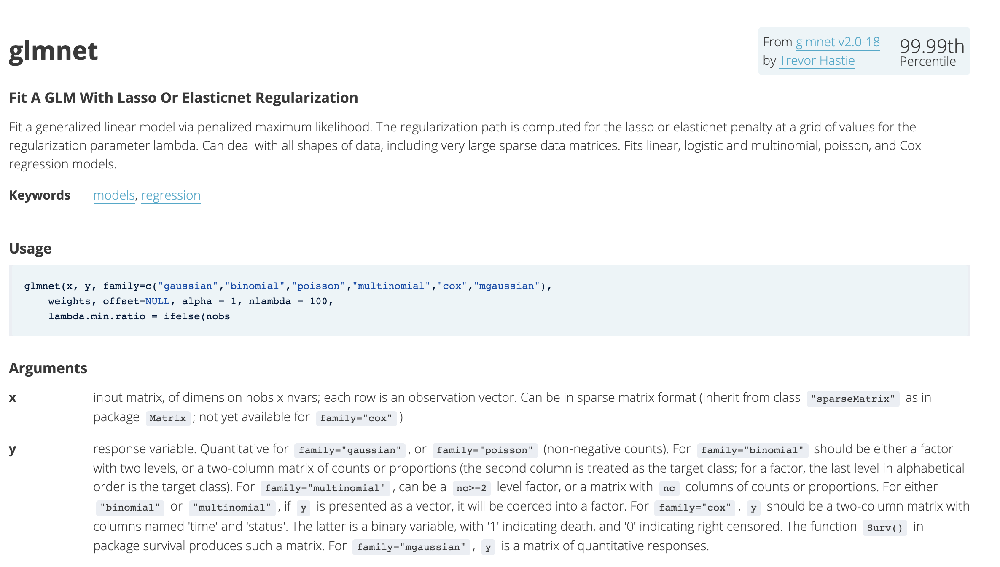 glmnet
From glmnet v2.0-18
by Trevor Hastie
99.99th
Percentile
Fit A GLM With Lasso Or Elasticnet Regularization
Fit a generalized linear model via penalized maximum likelihood. The regularization path is computed for the lasso or elasticnet penalty at a grid of values for the
regularization parameter lambda. Can deal with all shapes of data, including very large sparse data matrices. Fits linear, logistic and multinomial, poisson, and Cox
regression models.
Keywords models, regression
Usage
glmnet(x, y, family=c("gaussian","binomial","poisson","multinomial","cox","mgaussian"),
    weights, offset=NULL, alpha = 1, nlambda = 100,
    lambda.min.ratio = ifelse(nobs
Arguments
x input matrix, of dimension nobs x nvars; each row is an observation vector. Can be in sparse matrix format (inherit from class "sparseMatrix" as in
package Matrix ; not yet available for family="cox" )
y response variable. Quantitative for family="gaussian" , or family="poisson" (non-negative counts). For family="binomial" should be either a factor
with two levels, or a two-column matrix of counts or proportions (the second column is treated as the target class; for a factor, the last level in alphabetical
order is the target class). For family="multinomial" , can be a nc>=2 level factor, or a matrix with nc columns of counts or proportions. For either
"binomial" or "multinomial" , if y is presented as a vector, it will be coerced into a factor. For family="cox" , y should be a two-column matrix with
columns named 'time' and 'status'. The latter is a binary variable, with '1' indicating death, and '0' indicating right censored. The function Surv() in
package survival produces such a matrix. For family="mgaussian" , y is a matrix of quantitative responses.